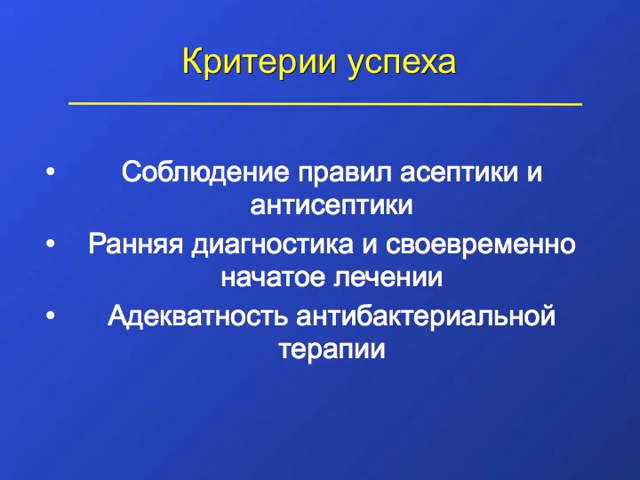 Критерии успеха
• Соблюдение правил асептики и
антисептики
• Ранняя диагностика и своевременно
начатое лечении
• Адекватность антибактериальной
терапии